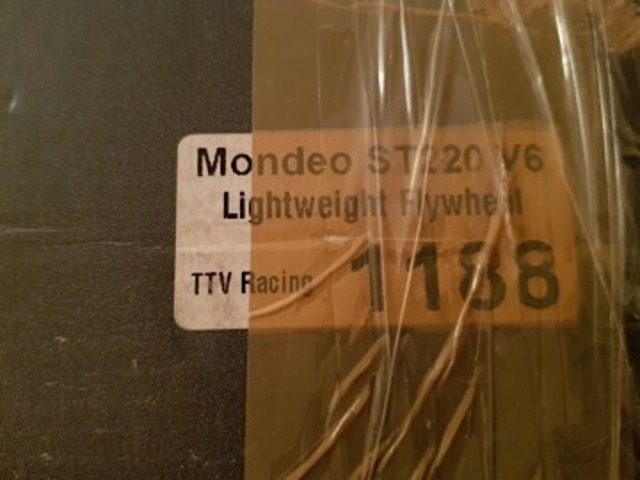 Mondeo ST220 V6
Lightweight Flywheel
TTV Racing 1188